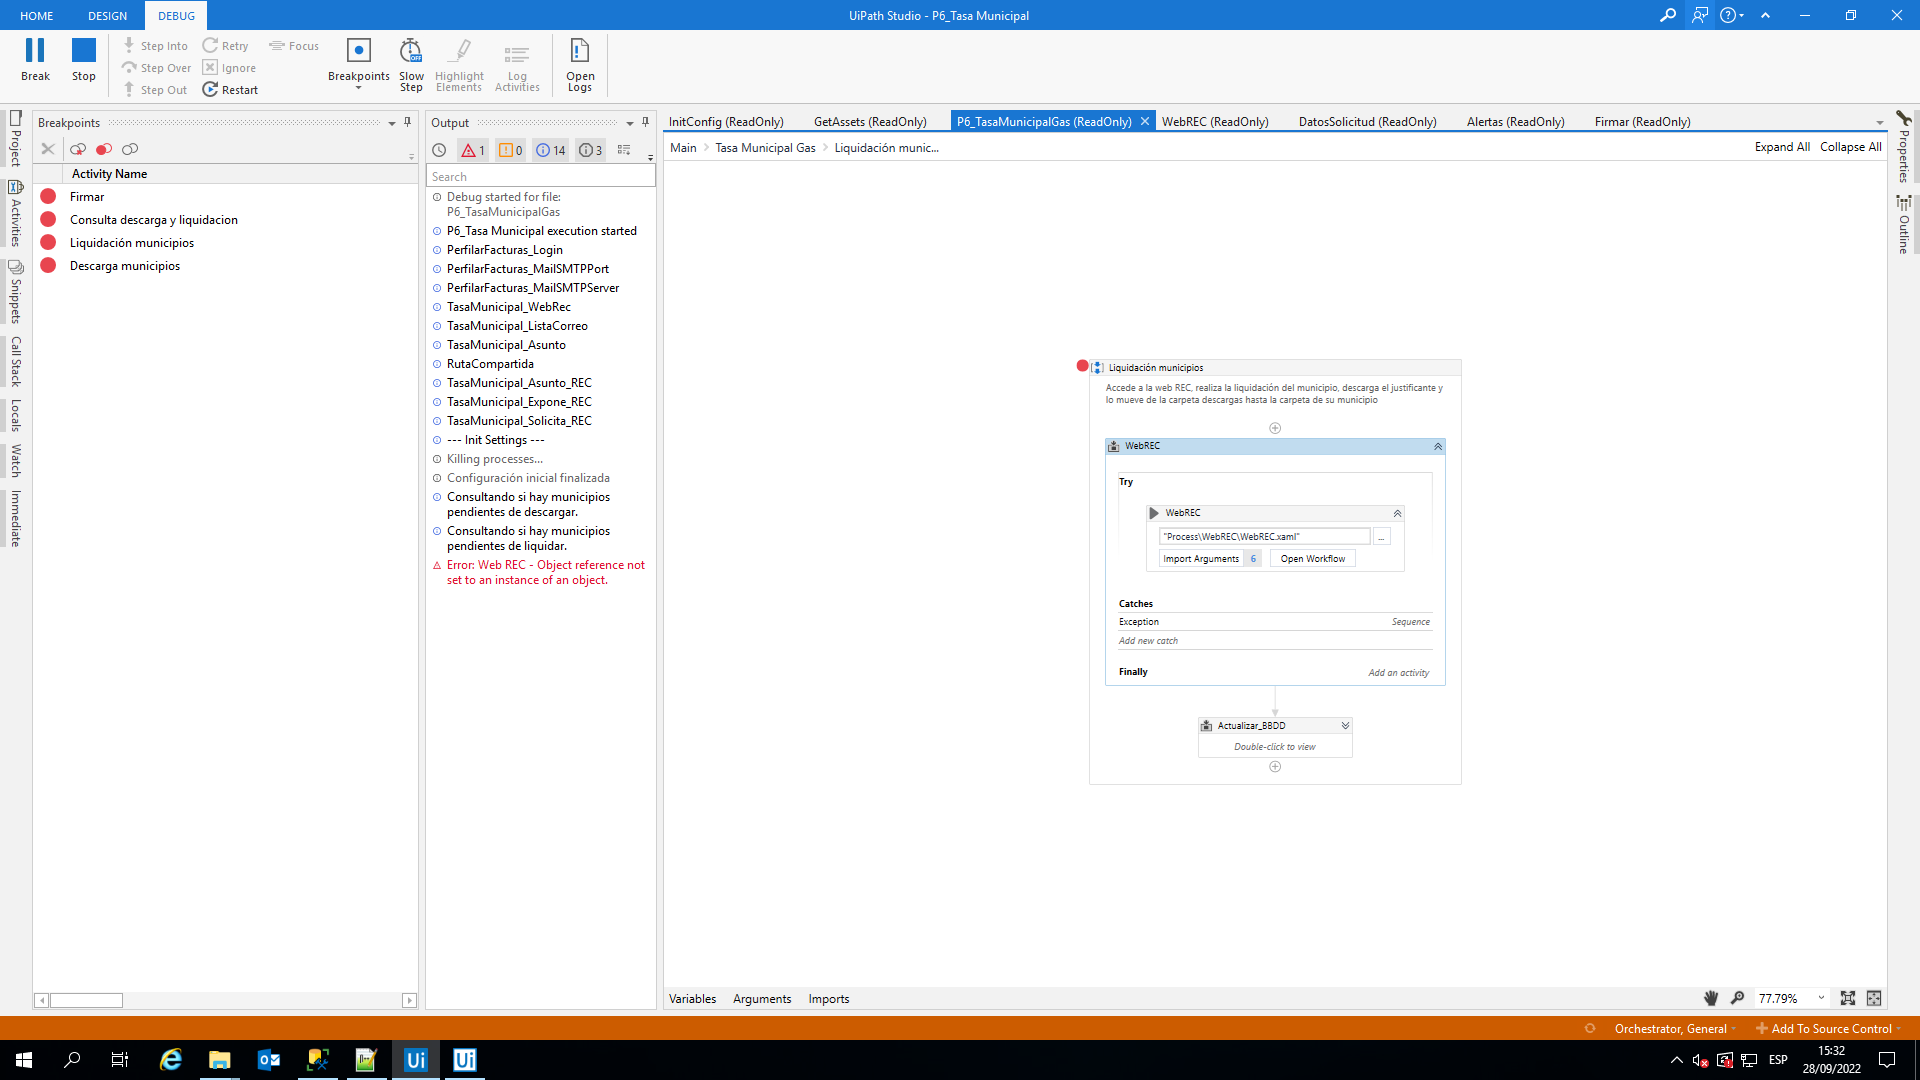 HOME DESIGN DEBUG UiPath Studio - P6_Tasa Municipal
Break
Stop
Step Into
Step Over
Step Out
Retry
Ignore
Restart
Focus
Breakpoints
Slow
Step
OFF
Highlight
Elements
Log
Activities
Open
Logs
Project
Activities
Snippets
Call Stack
Locals
Watch
Immediate
Breakpoints
Activity Name
Firmar
Consulta descarga y liquidacion
Liquidación municipios
Descarga municipios
Output
1 0 14 3
Search
Debug started for file:
P6_TasaMunicipalGas
P6_Tasa Municipal execution started
PerfilarFacturas_Login
PerfilarFacturas_MailSMTPPort
PerfilarFacturas_MailSMTPServer
TasaMunicipal_WebRec
TasaMunicipal_ListaCorreo
TasaMunicipal_Asunto
RutaCompartida
TasaMunicipal_Asunto_REC
TasaMunicipal_Expone_REC
TasaMunicipal_Solicita_REC
--- Init Settings ---
Killing processes...
Configuración inicial finalizada
Consultando si hay municipios
pendientes de descargar.
Consultando si hay municipios
pendientes de liquidar.
Error: Web REC - Object reference not
set to an instance of an object.
InitConfig (ReadOnly) GetAssets (ReadOnly) P6_TasaMunicipalGas (ReadOnly) WebREC (ReadOnly) DatosSolicitud (ReadOnly) Alertas (ReadOnly) Firmar (ReadOnly)
Main Tasa Municipal Gas Liquidación munic... Expand All Collapse All
Liquidación municipios
Accede a la web REC, realiza la liquidación del municipio, descarga el justificante y
lo mueve de la carpeta descargas hasta la carpeta de su municipio
WebREC
Try
WebREC
"Process\WebREC\WebREC.xaml" ...
Import Arguments 6 Open Workflow
Catches
Exception Sequence
Add new catch
Finally Add an activity
Actualizar_BBDD
Double-click to view
Variables Arguments Imports 77.79%
Properties
Outline
Orchestrator, General Add To Source Control
Ui Ui
ESP
15:32
28/09/2022